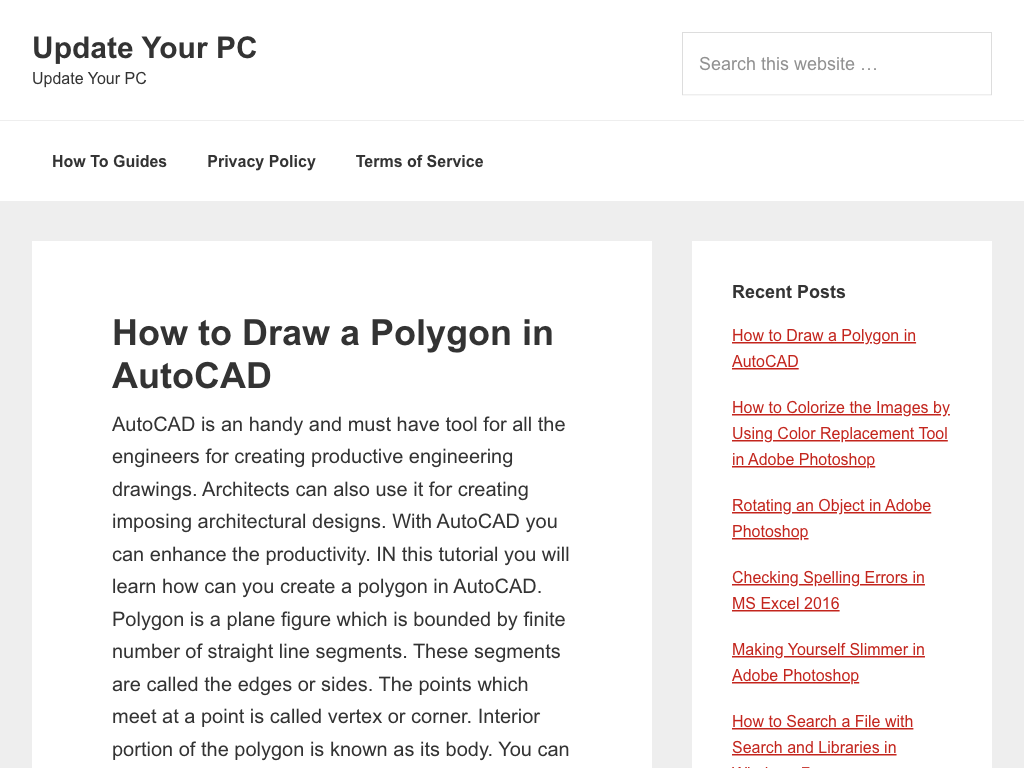 Update Your PC
Update Your PC
Search this website …
How To Guides
Privacy Policy
Terms of Service
How to Draw a Polygon in
AutoCAD
AutoCAD is an handy and must have tool for all the
engineers for creating productive engineering
drawings. Architects can also use it for creating
imposing architectural designs. With AutoCAD you
can enhance the productivity. IN this tutorial you will
learn how can you create a polygon in AutoCAD.
Polygon is a plane figure which is bounded by finite
number of straight line segments. These segments
are called the edges or sides. The points which
meet at a point is called vertex or corner. Interior
portion of the polygon is known as its body. You can
Recent Posts
How to Draw a Polygon in
AutoCAD
How to Colorize the Images by
Using Color Replacement Tool
in Adobe Photoshop
Rotating an Object in Adobe
Photoshop
Checking Spelling Errors in
MS Excel 2016
Making Yourself Slimmer in
Adobe Photoshop
How to Search a File with
Search and Libraries in